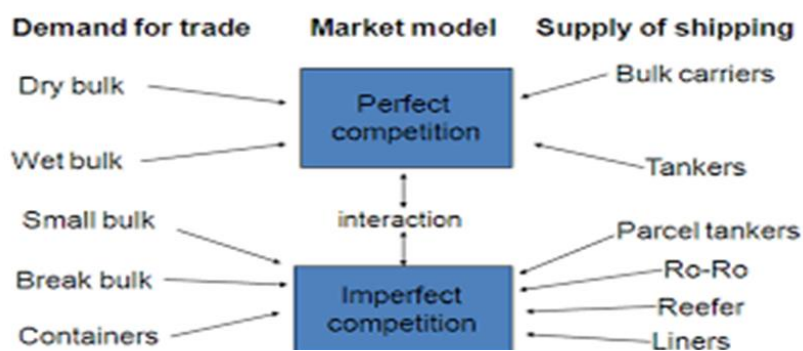 Demand for trade
Market model
Supply of shipping
Dry bulk
Wet bulk
Small bulk
Break bulk
Containers
Perfect
competition
interaction
Imperfect
competition
Bulk carriers
Tankers
Parcel tankers
Ro-Ro
Reefer
Liners